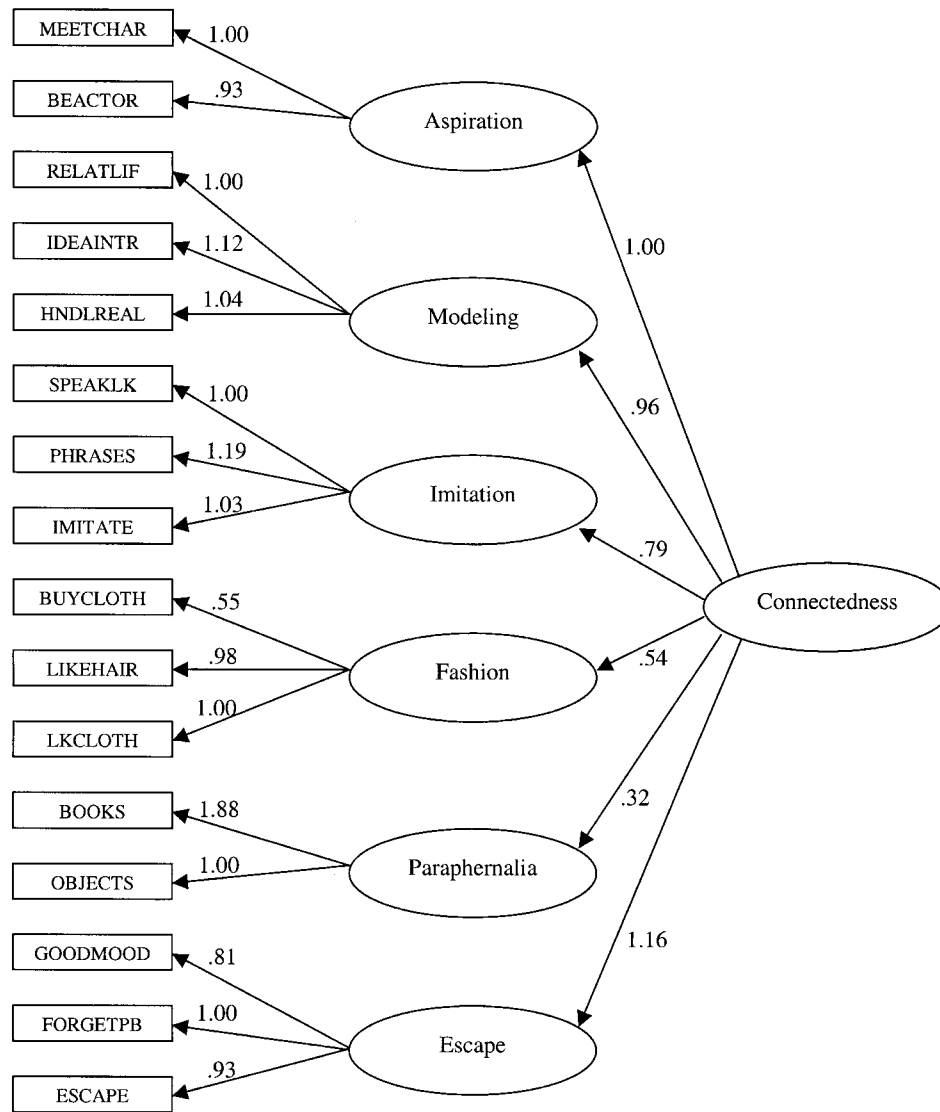 MEETCHAR
1.00
BEACTOR
.93
Aspiration
RELATLIF
1.00
IDEAINTR
1.12
1.00
HNDLREAL
1.04
Modeling
SPEAKLK
1.00
.96
PHRASES
1.19
Imitation
IMITATE
1.03
.79
BUYCLOTH
.55
Connectedness
LIKEHAIR
.98
Fashion
.54
LKCLOTH
1.00
BOOKS
1.88
.32
OBJECTS
1.00
Paraphernalia
GOODMOOD
.81
1.16
FORGETPB
1.00
Escape
ESCAPE
.93